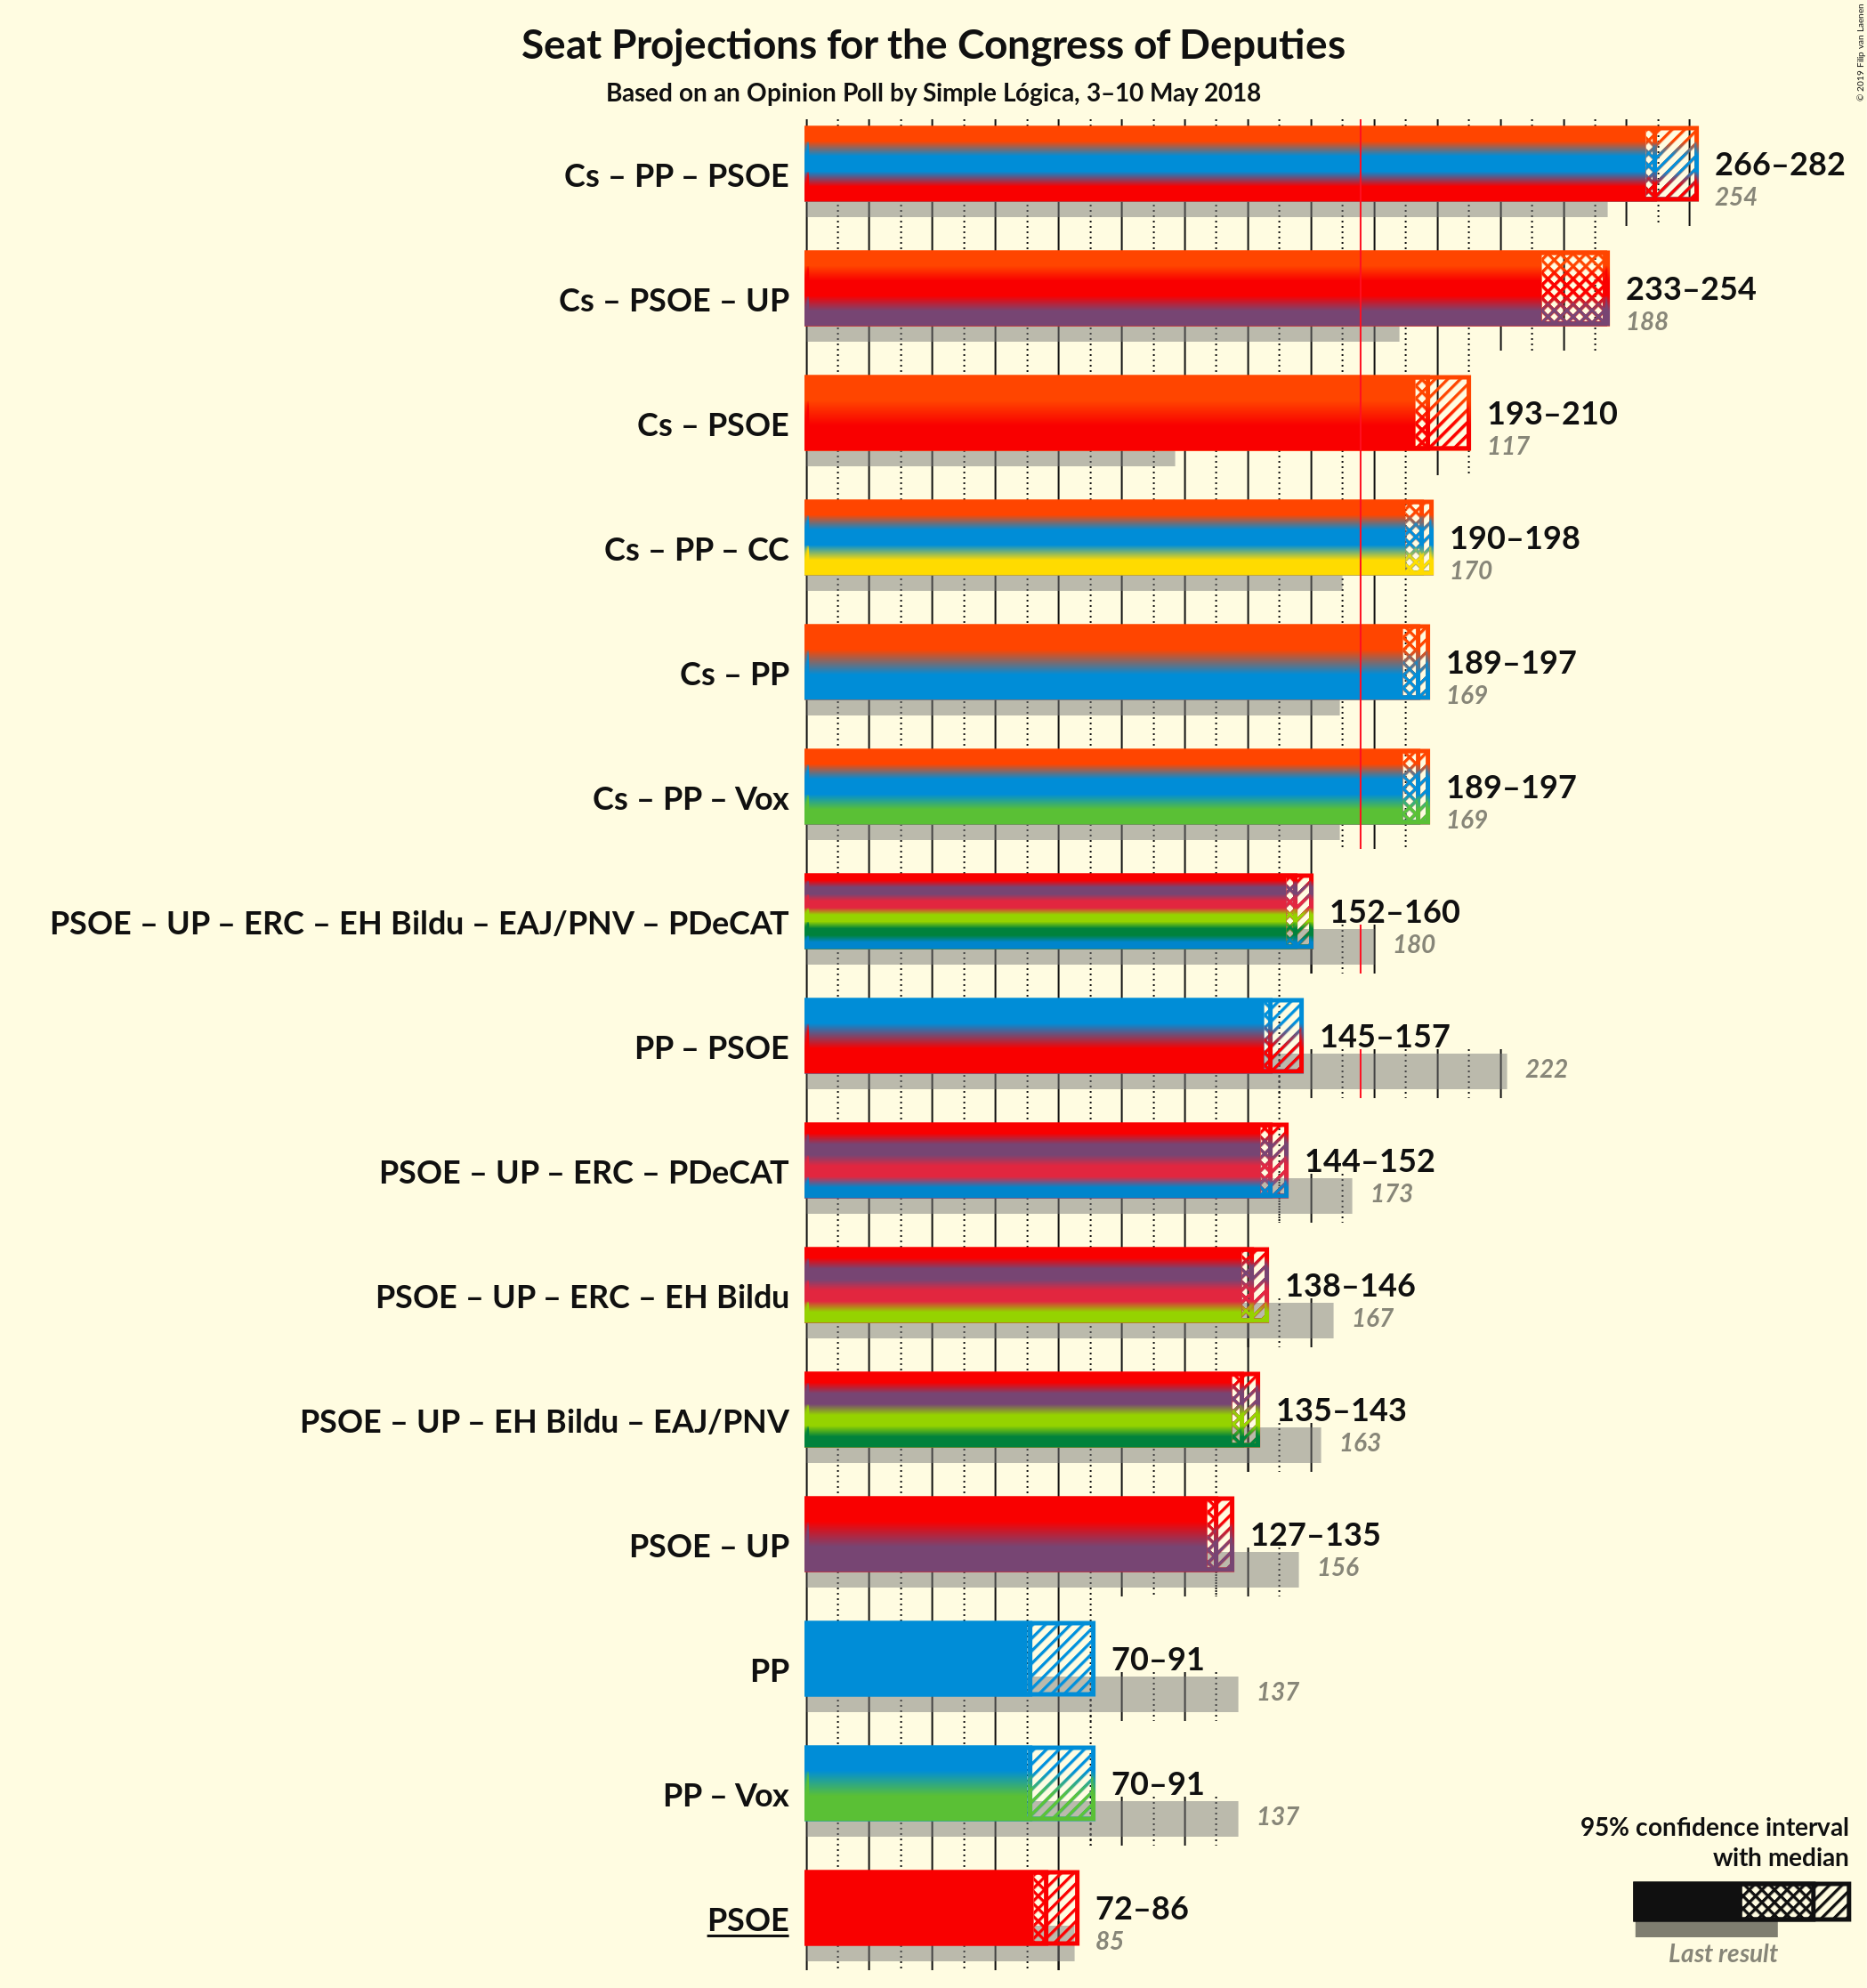 Seat Projections for the Congress of Deputies
Based on an Opinion Poll by Simple Lógica, 3–10 May 2018
© 2019 Filip van Laenen
Cs – PP – PSOE
266–282
254
Cs – PSOE – UP
233–254
188
Cs – PSOE
193–210
117
Cs – PP – CC
190–198
170
Cs – PP
189–197
169
Cs – PP – Vox
189–197
169
PSOE – UP – ERC – EH Bildu – EAJ/PNV – PDeCAT
152–160
180
PP – PSOE
145–157
222
PSOE – UP – ERC – PDeCAT
144–152
173
PSOE – UP – ERC – EH Bildu
138–146
167
PSOE – UP – EH Bildu – EAJ/PNV
135–143
163
PSOE – UP
127–135
156
PP
70–91
137
PP – Vox
70–91
137
PSOE
72–86
85
95% confidence interval
with median
Last result